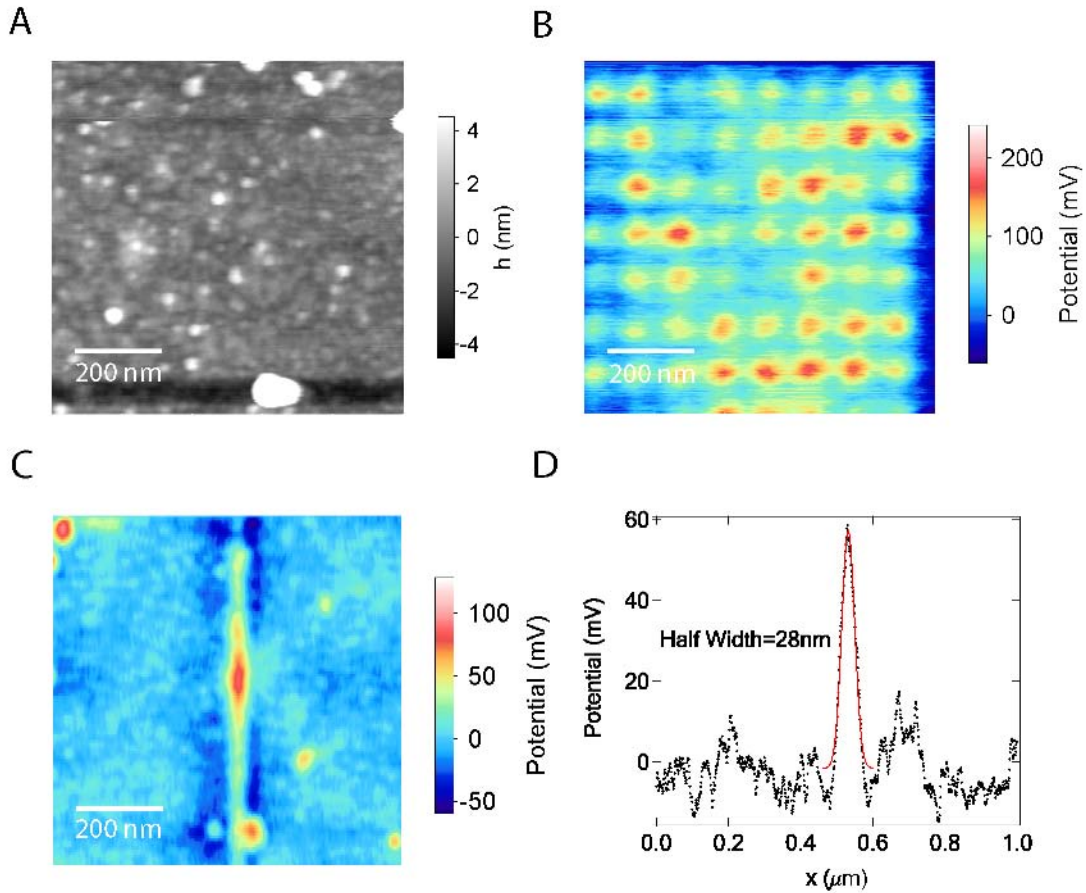 A
B
4
2
0
-2
-4
h (nm)
200 nm
200
100
0
Potential (mV)
200 nm
C
D
100
50
0
-50
Potential (mV)
200 nm
60
40
20
0
Potential (mV)
Half Width=28nm
0.0 0.2 0.4 0.6 0.8 1.0
x (μm)